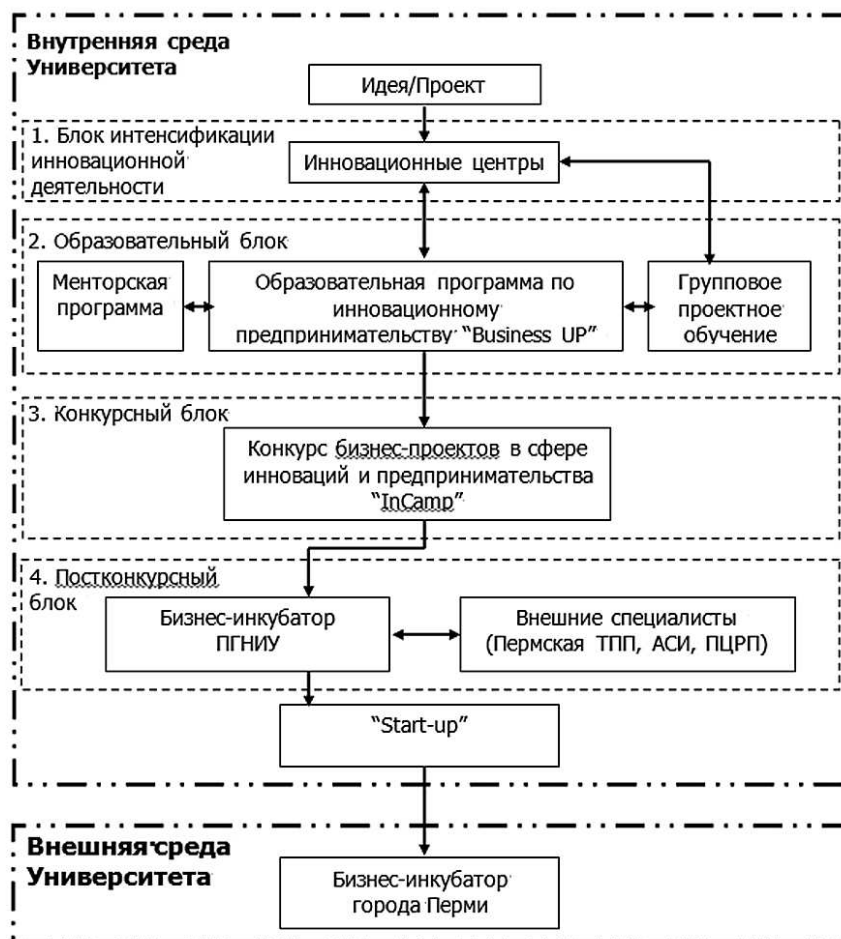 Внутренняя среда
Университета
Идея/Проект
1. Блок интенсификации
инновационной
деятельности
Инновационные центры
2. Образовательный блок
Менторская
программа
Образовательная программа по
инновационному
предпринимательству "Business UP"
Групповое
проектное
обучение
3. Конкурсный блок
Конкурс бизнес-проектов в сфере
инноваций и предпринимательства
"InCamp"
4. Постконкурсный
блок
Бизнес-инкубатор
ПГНИУ
Внешние специалисты
(Пермская ТПП, АСИ, ПЦРП)
"Start-up"
Внешняя среда
Университета
Бизнес-инкубатор
города Перми